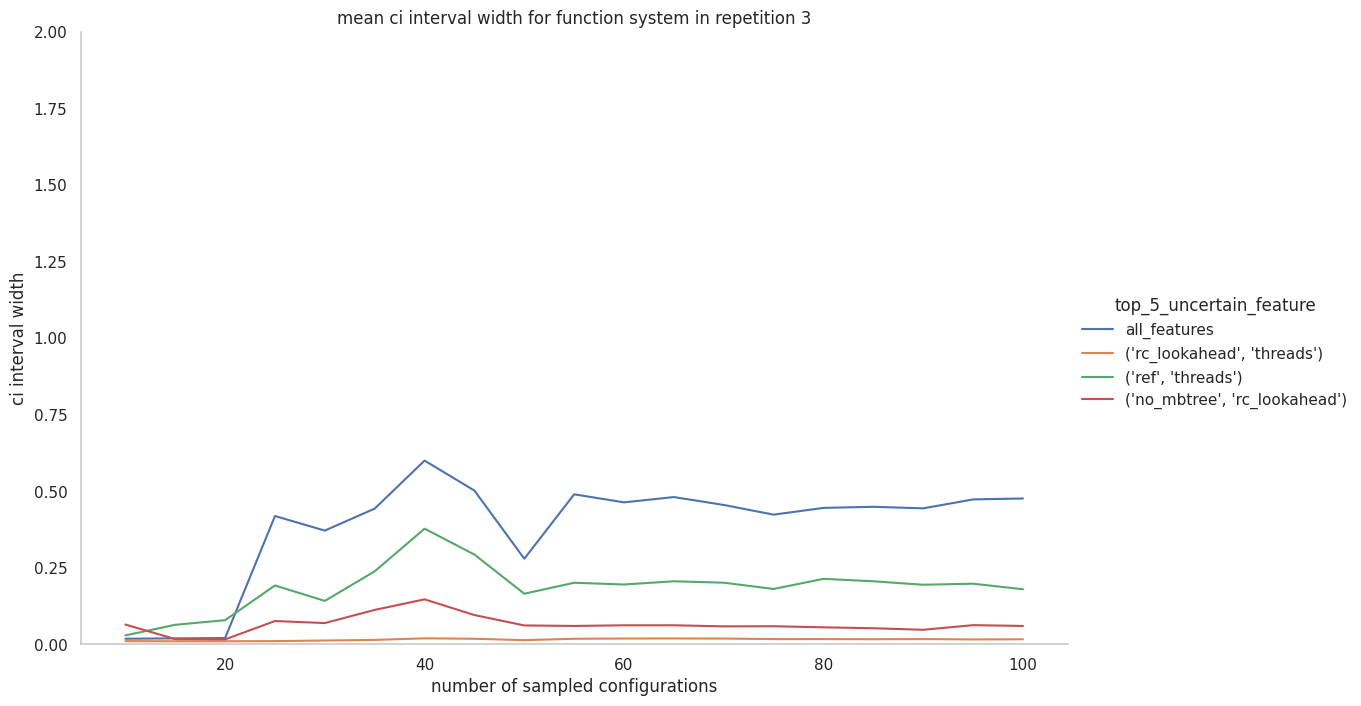 mean ci interval width for function system in repetition 3
2.00
1.75
1.50
1.25
1.00
0.75
0.50
0.25
0.00
ci interval width
20
40
60
80
100
number of sampled configurations
top_5_uncertain_feature
all_features
('rc_lookahead', 'threads')
('ref', 'threads')
('no_mbtree', 'rc_lookahead')